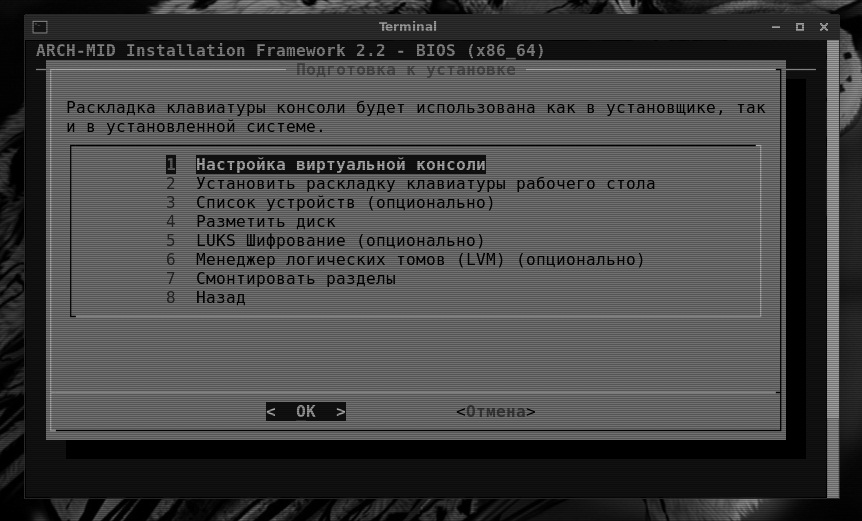 Terminal
ARCH-MID Installation Framework 2.2 - BIOS (x86_64)
Подготовка к установке
Раскладка клавиатуры консоли будет использована как в установщике, так
и в установленной системе.
1 Настройка виртуальной консоли
2 Установить раскладку клавиатуры рабочего стола
3 Список устройств (опционально)
4 Разметить диск
5 LUKS Шифрование (опционально)
6 Менеджер логических томов (LVM) (опционально)
7 Смонтировать разделы
8 Назад
< OK > <Отмена>